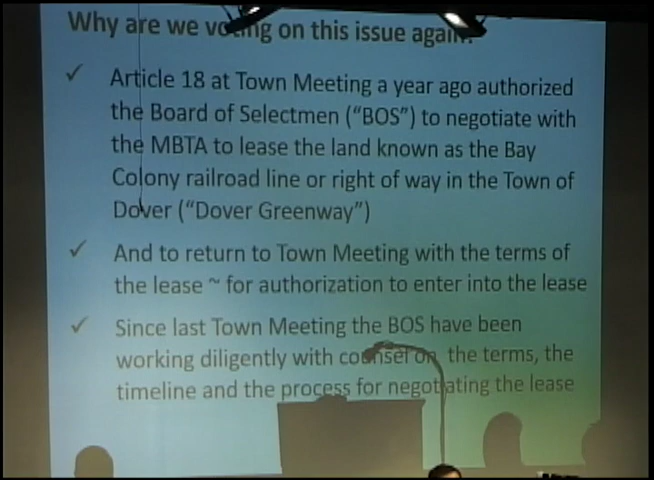 Why are we voting on this issue again?
✓ Article 18 at Town Meeting a year ago authorized
the Board of Selectmen ("BOS") to negotiate with
the MBTA to lease the land known as the Bay
Colony railroad line or right of way in the Town of
Dover ("Dover Greenway")
✓ And to return to Town Meeting with the terms of
the lease ~ for authorization to enter into the lease
✓ Since last Town Meeting the BOS have been
working diligently with counsel on the terms, the
timeline and the process for negotiating the lease